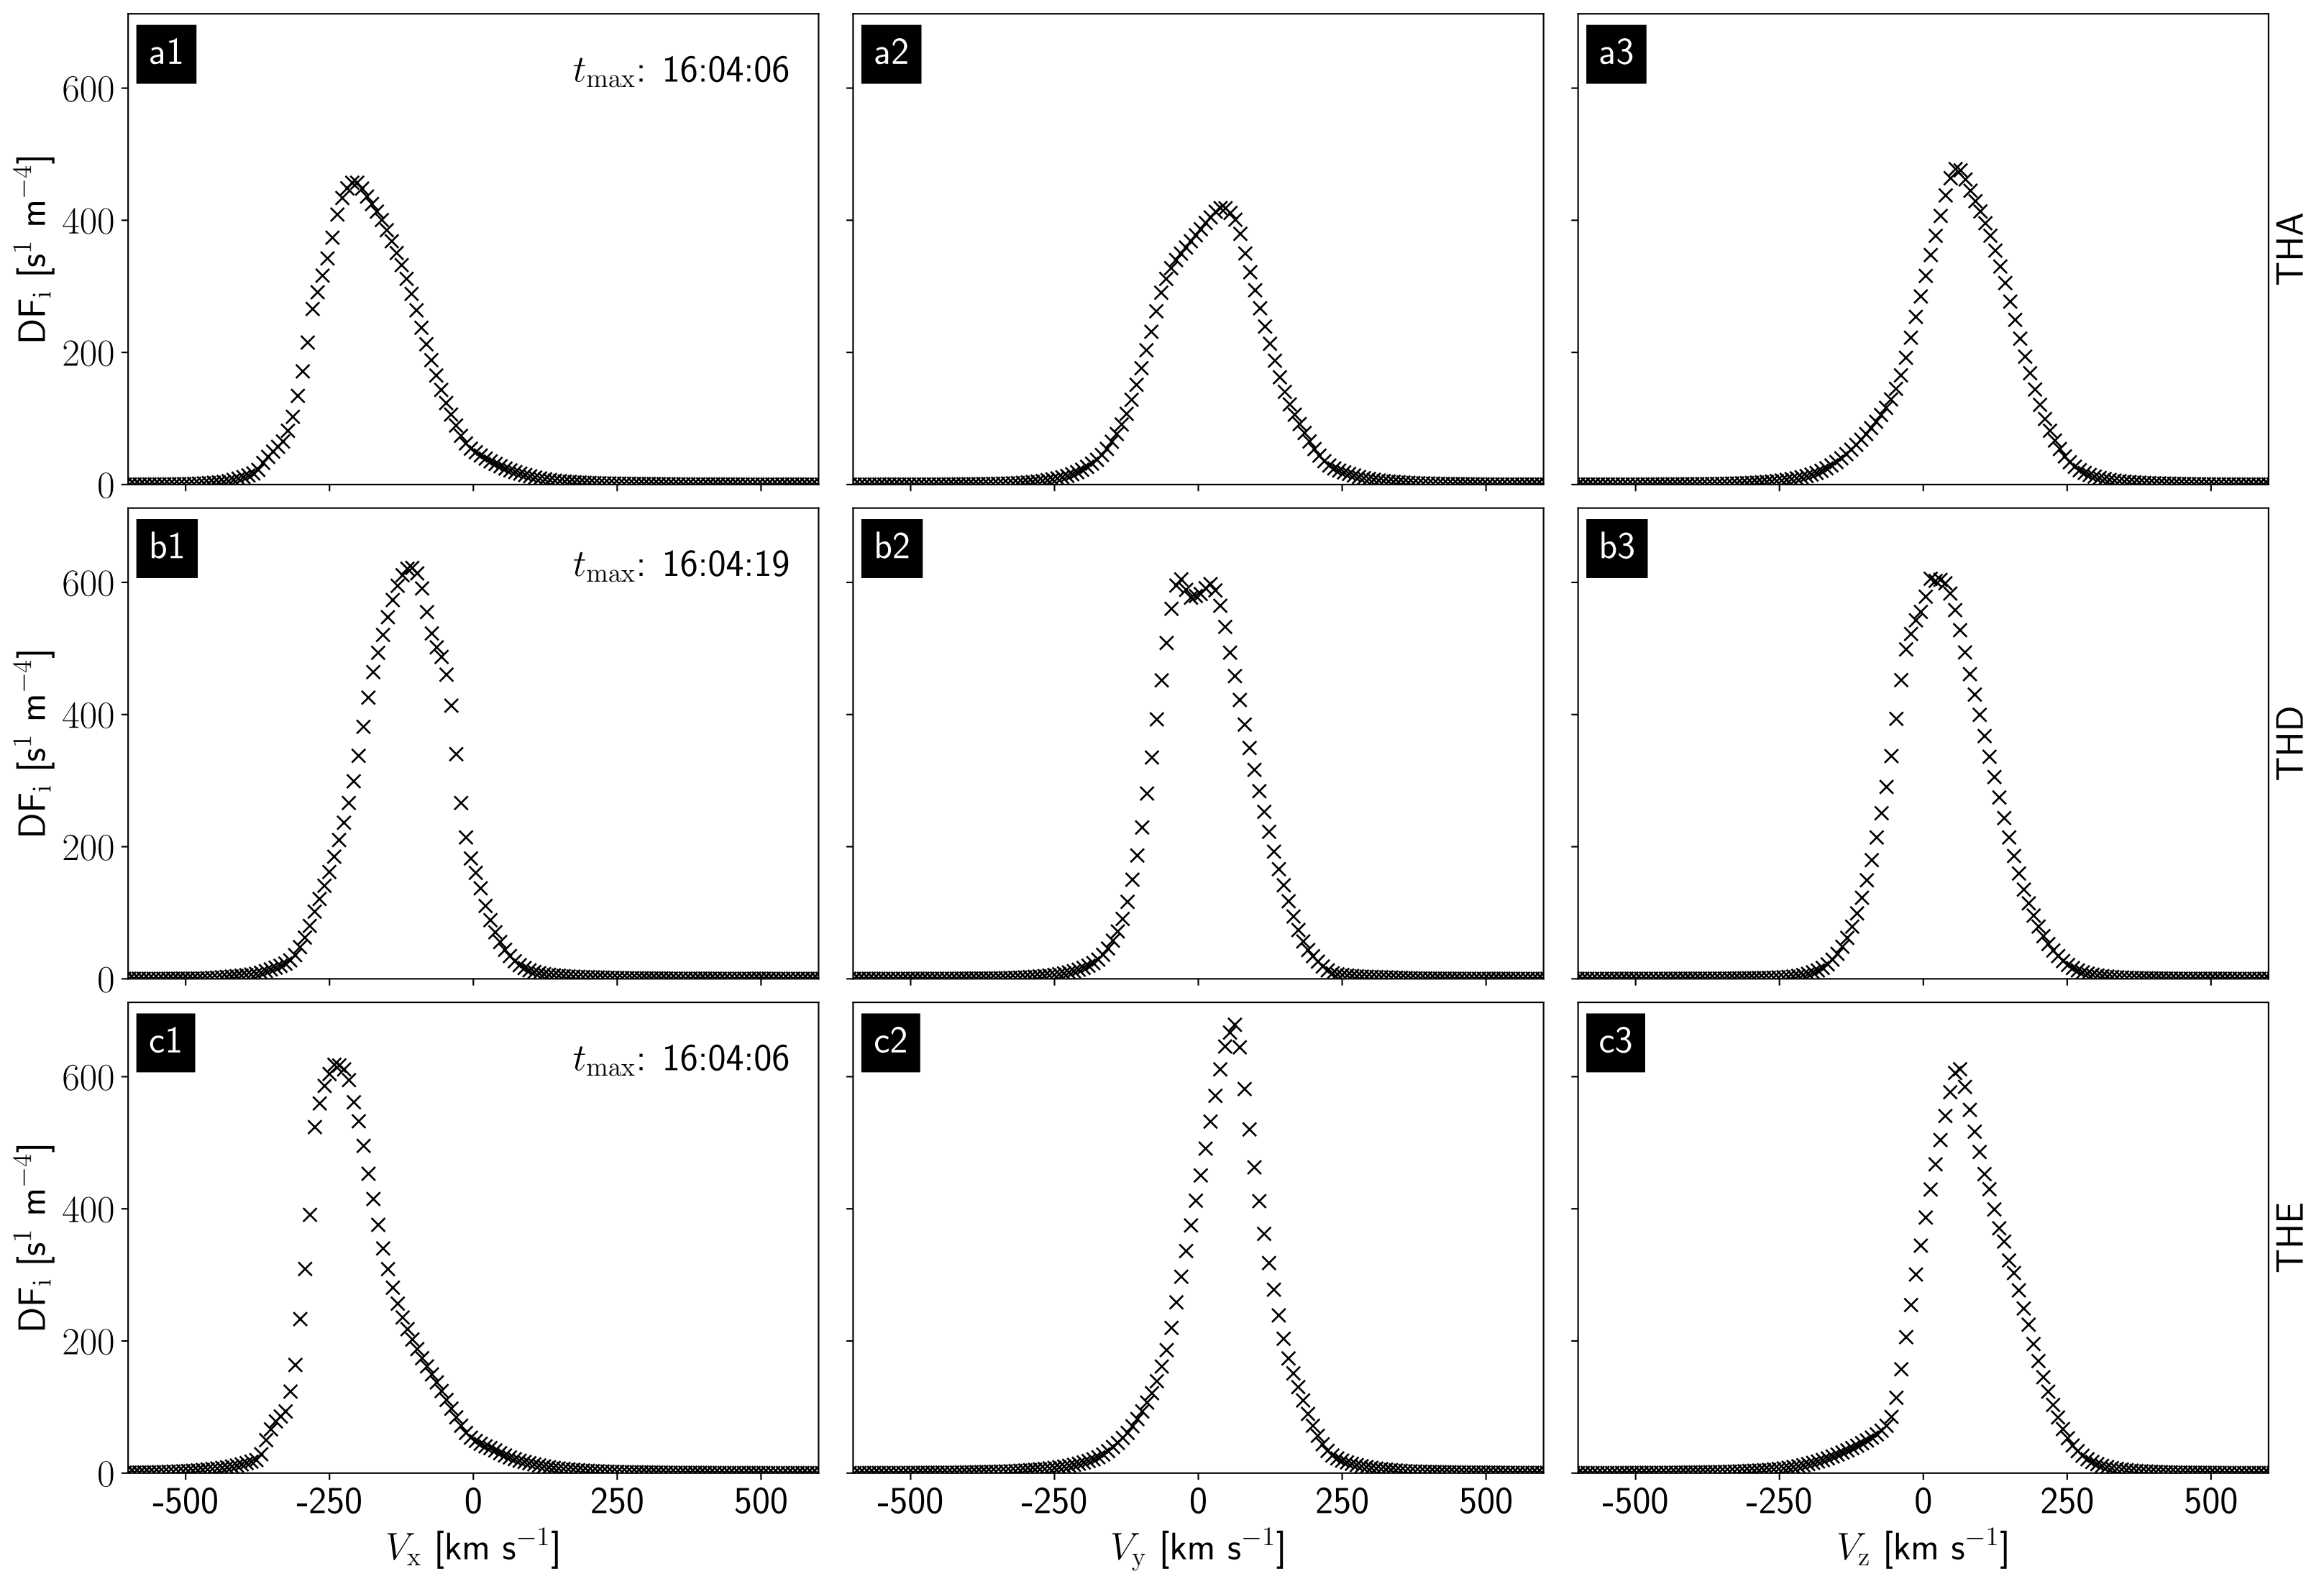 a1
t_max: 16:04:06
a2
a3
600
400
200
0
DF_i [s^1 m^−4]
THA
b1
t_max: 16:04:19
b2
b3
600
400
200
0
DF_i [s^1 m^−4]
THD
c1
t_max: 16:04:06
c2
c3
600
400
200
0
DF_i [s^1 m^−4]
THE
-500 -250 0 250 500
-500 -250 0 250 500
-500 -250 0 250 500
V_x [km s^−1]
V_y [km s^−1]
V_z [km s^−1]